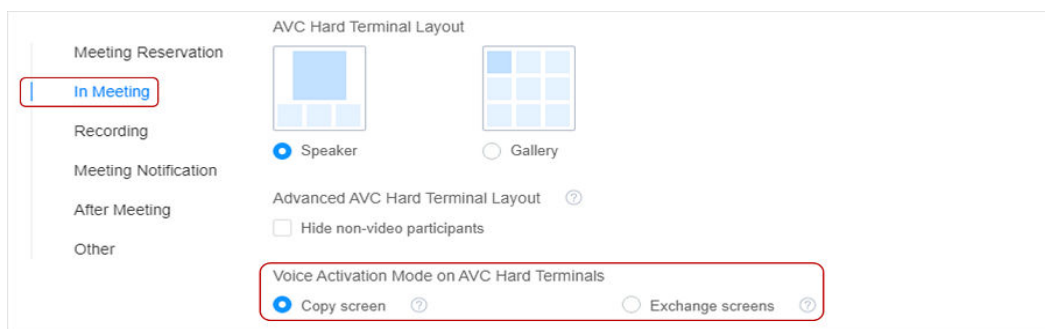 AVC Hard Terminal Layout
Meeting Reservation
In Meeting
Recording
Speaker
Gallery
Meeting Notification
Advanced AVC Hard Terminal Layout ?
After Meeting
Hide non-video participants
Other
Voice Activation Mode on AVC Hard Terminals
Copy screen ? Exchange screens ?